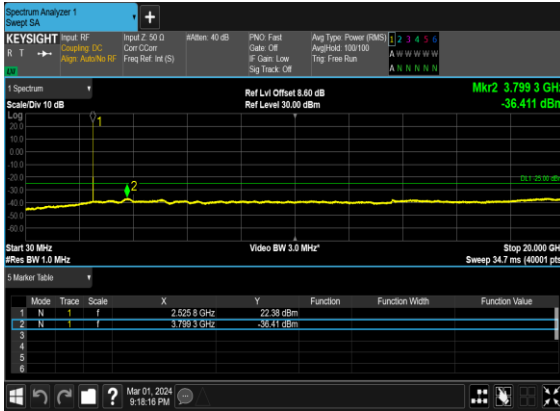 Spectrum Analyzer 1
Swept SA
+
KEYSIGHT Input: RF Input Z: 50 Ω #Atten: 40 dB PNO: Fast Avg Type: Power (RMS) 1 2 3 4 5 6
R T Coupling: DC Corr CCorr Gate: Off Avg|Hold: 100/100 A W W W W W
Align: Auto/No RF Freq Ref: Int (S) IF Gain: Low Trig: Free Run
Sig Track: Off A N N N N N
1 Spectrum Ref Lvl Offset 8.60 dB Mkr2 3.799 3 GHz
Scale/Div 10 dB Ref Level 30.00 dBm -36.411 dBm
Log
20.0
10.0
0.00
-10.0
-20.0
-30.0
-40.0
-50.0
-60.0
1
2
DL1 -25.00 dBm
Start 30 MHz Video BW 3.0 MHz* Stop 20.000 GHz
#Res BW 1.0 MHz Sweep 34.7 ms (40001 pts)
5 Marker Table
Mode Trace Scale X Y Function Function Width Function Value
1 N 1 f 2.525 8 GHz 22.38 dBm
2 N 1 f 3.799 3 GHz -36.41 dBm
3
4
5
6
? Mar 01, 2024
9:18:16 PM